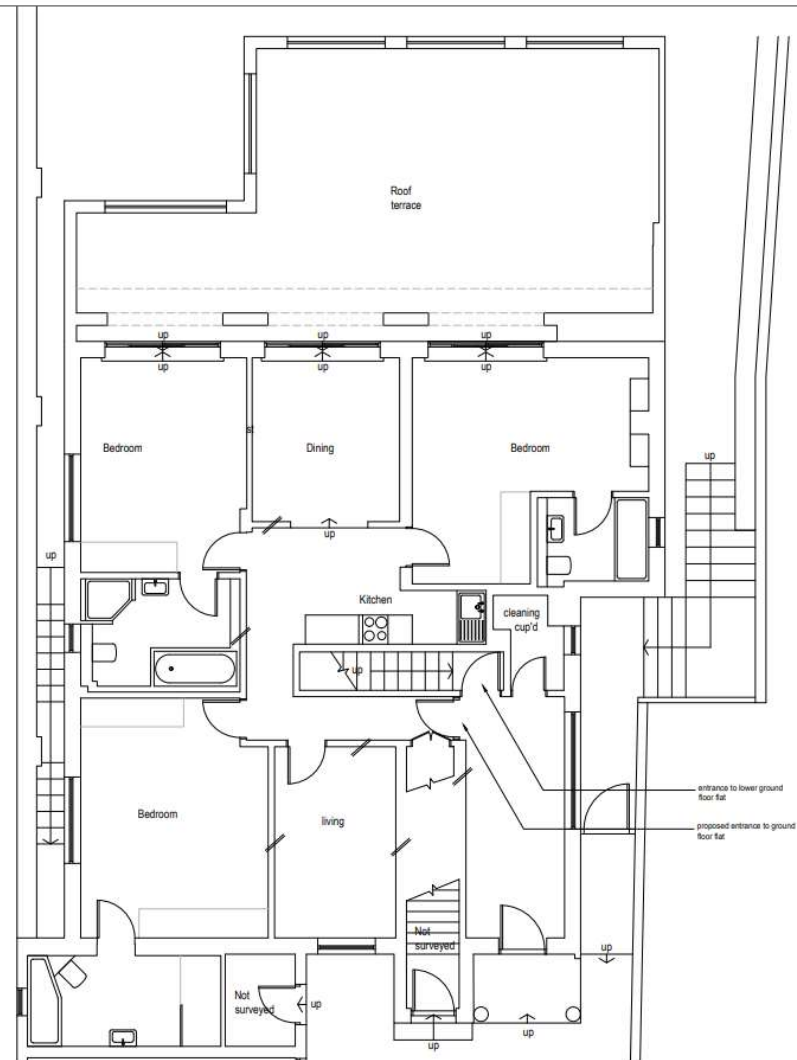 Roof
terrace
up
up
up
up
up
up
Bedroom
st
Dining
Bedroom
up
up
up
Kitchen
cleaning
cup'd
up
entrance to lower ground
floor flat
Bedroom
living
proposed entrance to ground
floor flat
Not
surveyed
up
Not
surveyed
up
up
up